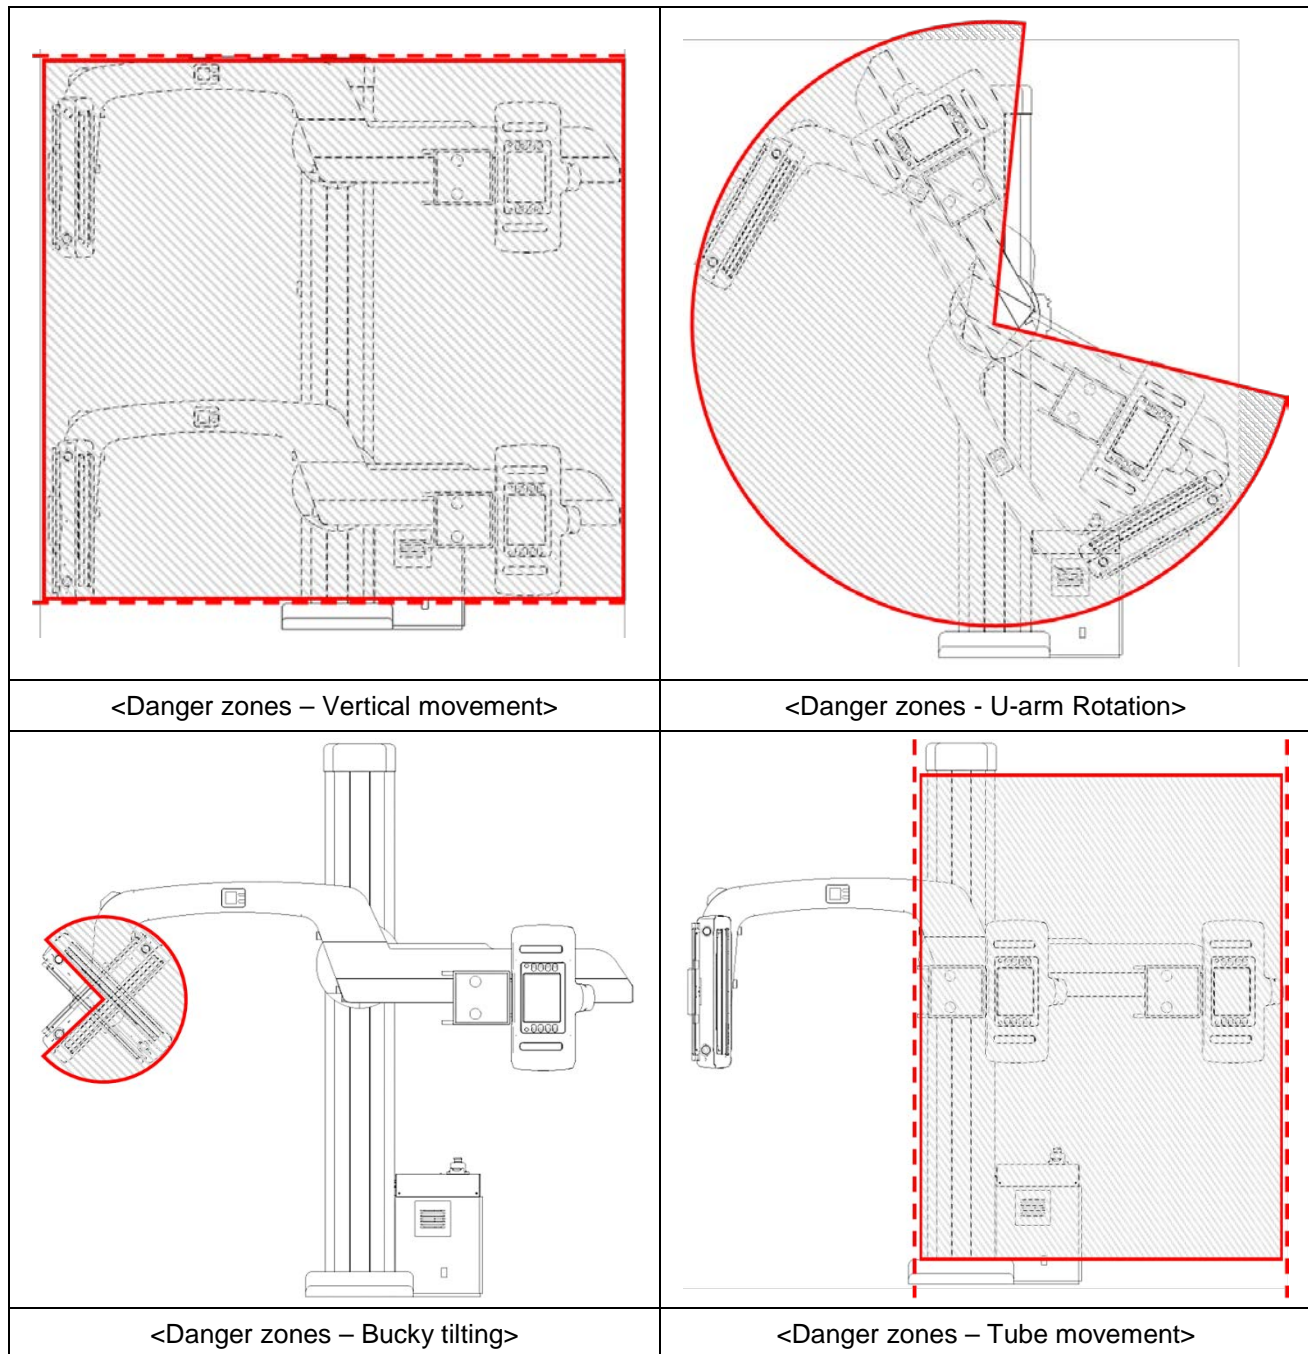 <Danger zones – Vertical movement>
<Danger zones - U-arm Rotation>
<Danger zones – Bucky tilting>
<Danger zones – Tube movement>